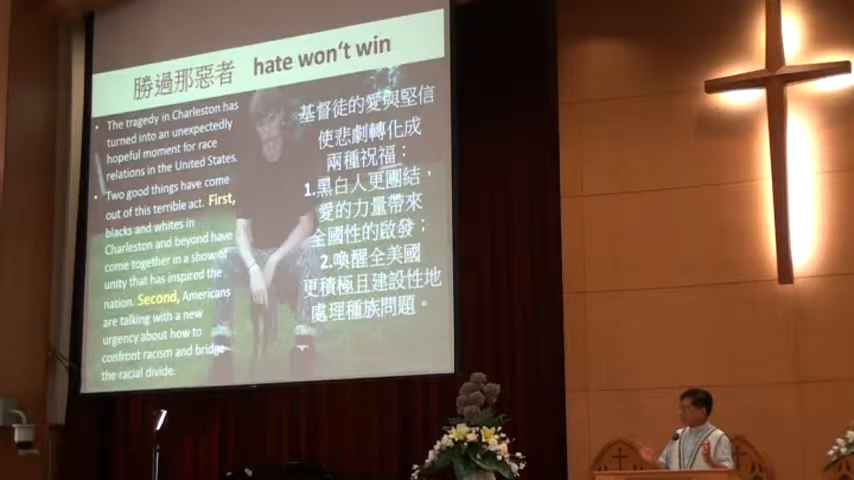 勝過那惡者 hate won't win
• The tragedy in Charleston has
turned into an unexpectedly
hopeful moment for race
relations in the United States.
• Two good things have come
out of this terrible act. First,
blacks and whites in
Charleston and beyond have
come together in a show of
unity that has inspired the
nation. Second, Americans
are talking with a new
urgency about how to
confront racism and bridge
the racial divide.
基督徒的愛與堅信
使悲劇轉化成
兩種祝福：
1.黑白人更團結，
愛的力量帶來
全國性的啟發；
2.喚醒全美國
更積極且建設性地
處理種族問題。